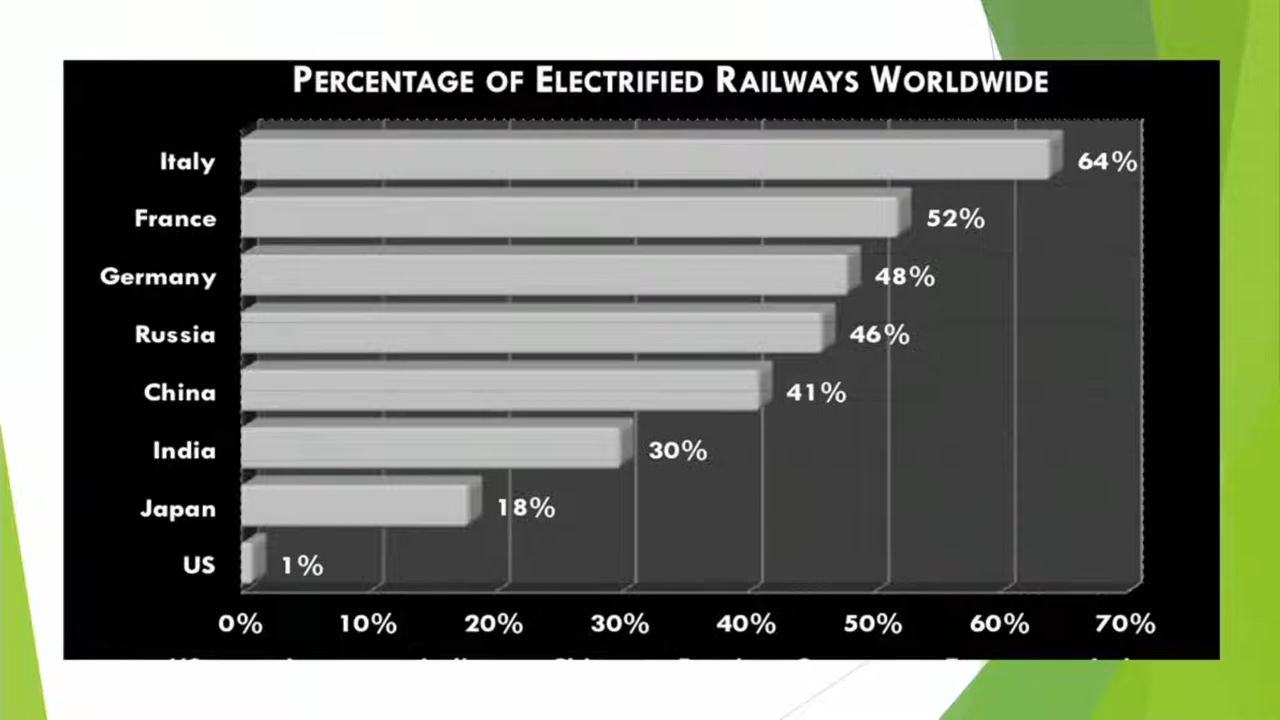 PERCENTAGE OF ELECTRIFIED RAILWAYS WORLDWIDE
Italy 64%
France 52%
Germany 48%
Russia 46%
China 41%
India 30%
Japan 18%
US 1%
0% 10% 20% 30% 40% 50% 60% 70%